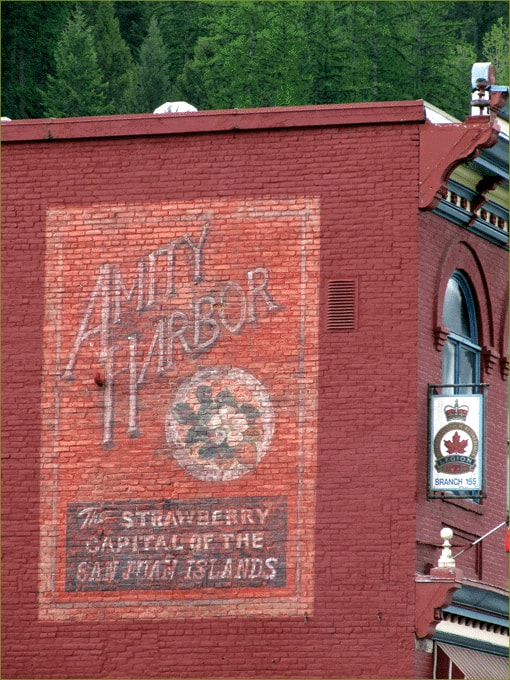 AMITY
HARBOR
The STRAWBERRY
CAPITAL OF THE
SAN JUAN ISLANDS
LEGION
BRANCH 155